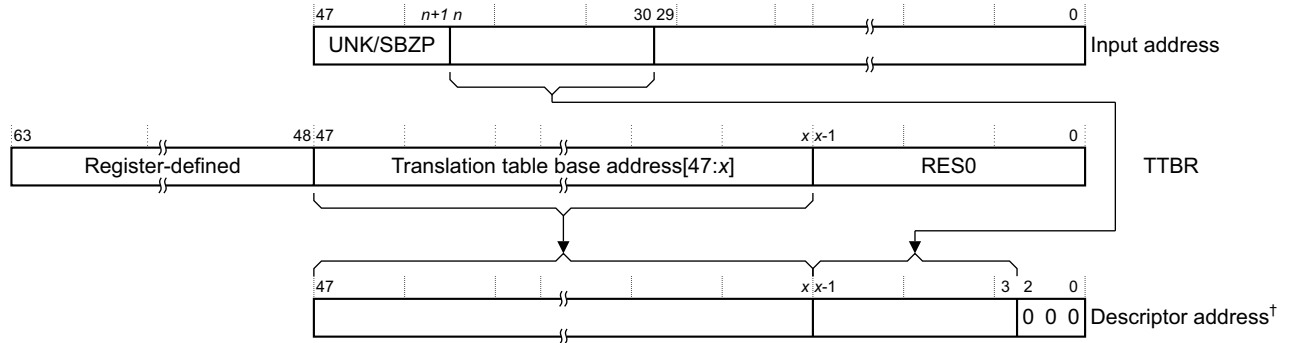 47 n+1 n 30 29 0
UNK/SBZP Input address
63 48 47 x x-1 0
Register-defined Translation table base address[47:x] RES0 TTBR
47 x x-1 3 2 0
0 0 0 Descriptor address†